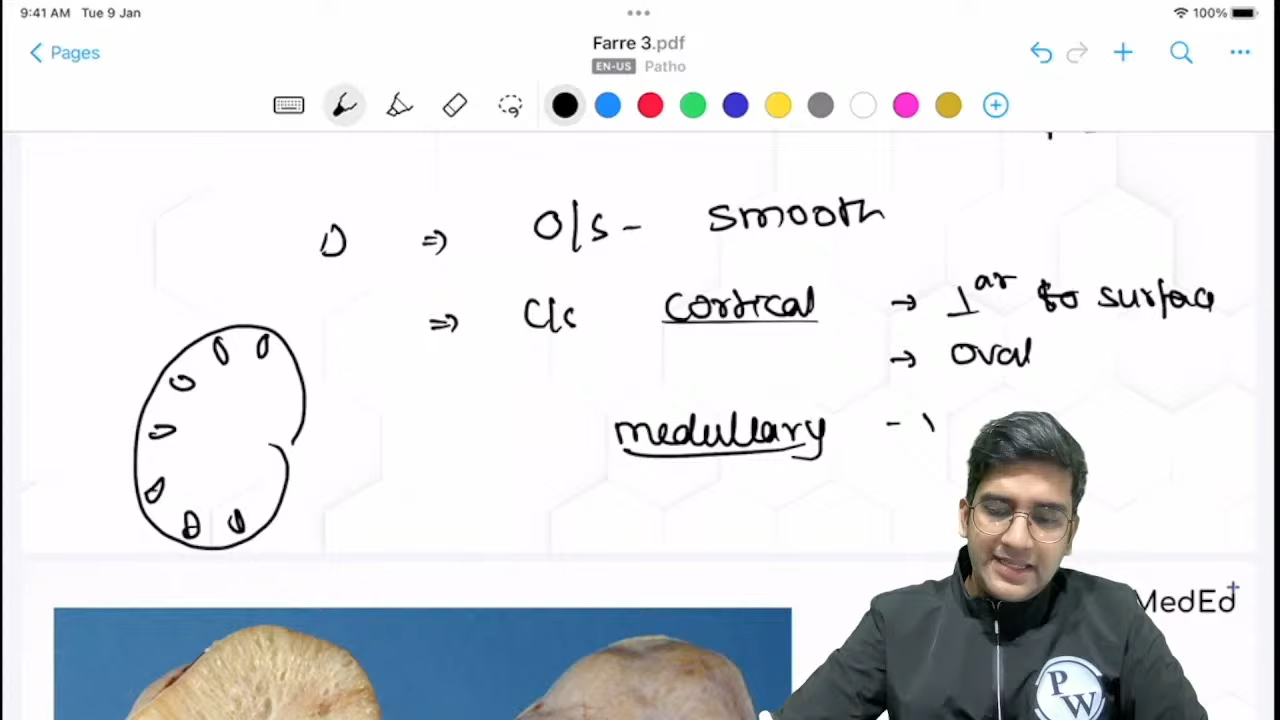 9:41 AM Tue 9 Jan
100%
Pages
Farre 3.pdf
EN-US Patho
D ⇒ O/S - smooth
⇒ C/S cortical → ⊥ar to surface
→ oval
medullary -
MedEd
PW